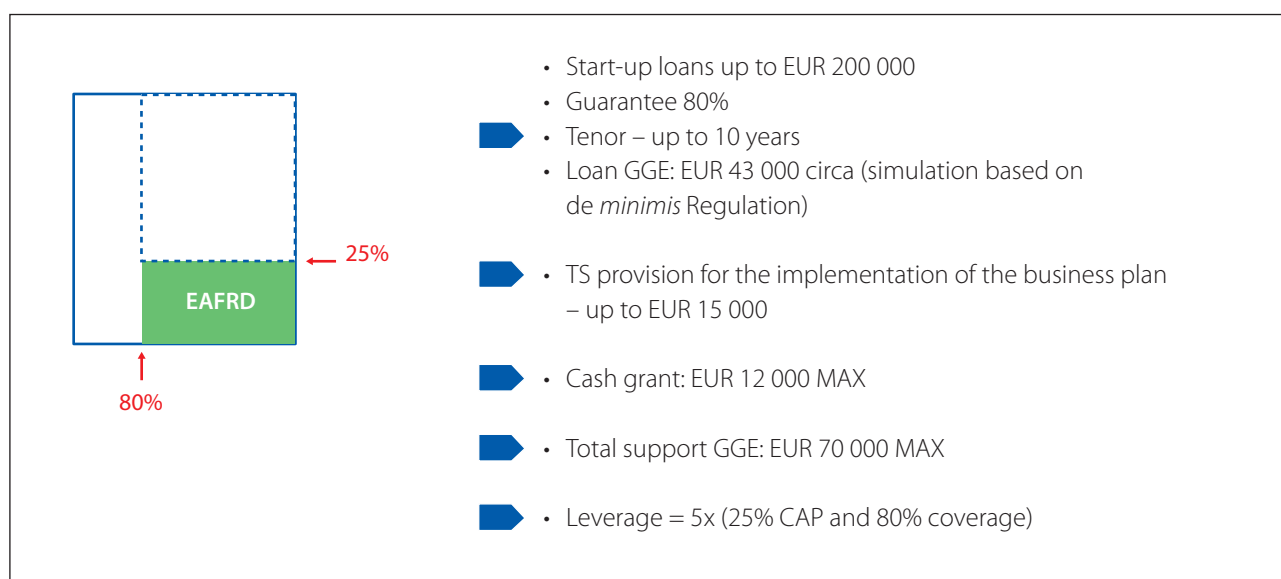 • Start-up loans up to EUR 200 000
• Guarantee 80%
• Tenor – up to 10 years
• Loan GGE: EUR 43 000 circa (simulation based on
de minimis Regulation)
25%
EAFRD
80%
• TS provision for the implementation of the business plan
– up to EUR 15 000
• Cash grant: EUR 12 000 MAX
• Total support GGE: EUR 70 000 MAX
• Leverage = 5x (25% CAP and 80% coverage)